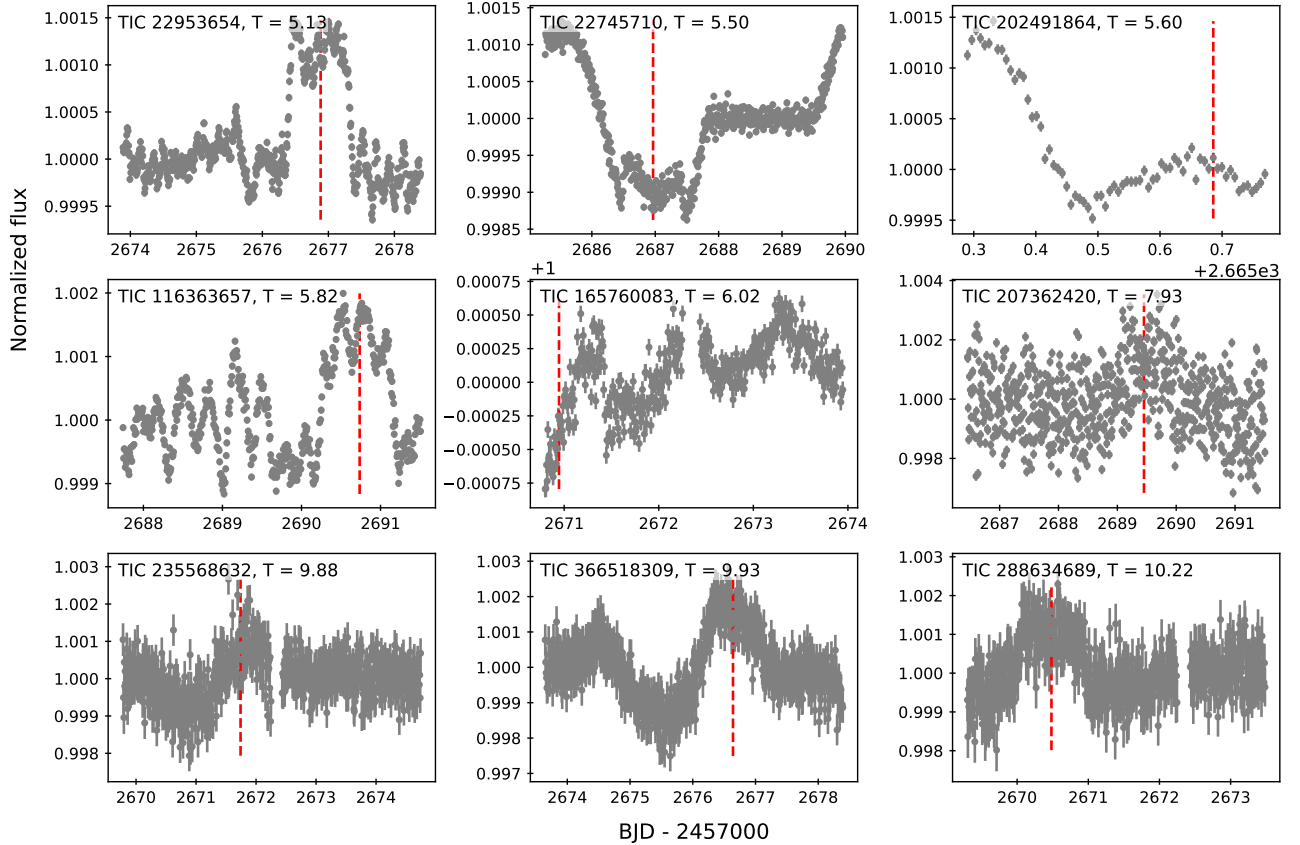 Normalized flux
TIC 22953654, T = 5.13
1.0015
1.0010
1.0005
1.0000
0.9995
2674 2675 2676 2677 2678
TIC 22745710, T = 5.50
1.0015
1.0010
1.0005
1.0000
0.9995
0.9990
0.9985
2686 2687 2688 2689 2690
TIC 202491864, T = 5.60
1.0015
1.0010
1.0005
1.0000
0.9995
0.3 0.4 0.5 0.6 0.7
+2.665e3
TIC 116363657, T = 5.82
1.002
1.001
1.000
0.999
2688 2689 2690 2691
+1
TIC 165760083, T = 6.02
0.00075
0.00050
0.00025
0.00000
−0.00025
−0.00050
−0.00075
2671 2672 2673 2674
TIC 207362420, T = 7.93
1.004
1.002
1.000
0.998
2687 2688 2689 2690 2691
TIC 235568632, T = 9.88
1.003
1.002
1.001
1.000
0.999
0.998
2670 2671 2672 2673 2674
TIC 366518309, T = 9.93
1.003
1.002
1.001
1.000
0.999
0.998
0.997
2674 2675 2676 2677 2678
TIC 288634689, T = 10.22
1.003
1.002
1.001
1.000
0.999
0.998
2670 2671 2672 2673
BJD - 2457000